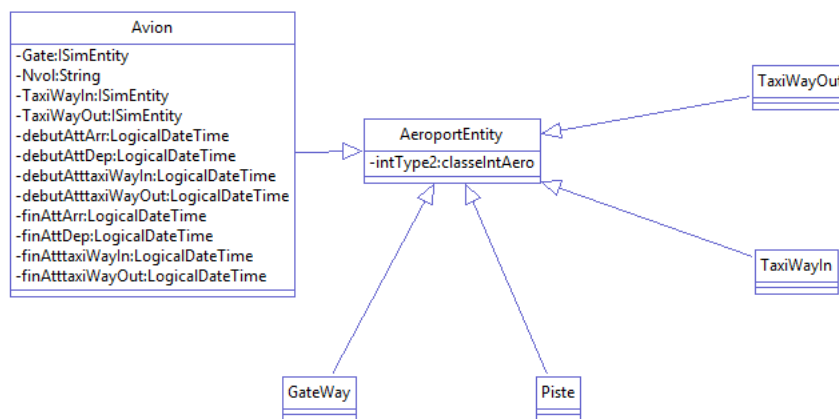 Avion
-Gate:ISimEntity
-Nvol:String
-TaxiWayIn:ISimEntity
-TaxiWayOut:ISimEntity
-debutAttArr:LogicalDateTime
-debutAttDep:LogicalDateTime
-debutAtttaxiWayIn:LogicalDateTime
-debutAtttaxiWayOut:LogicalDateTime
-finAttArr:LogicalDateTime
-finAttDep:LogicalDateTime
-finAtttaxiWayIn:LogicalDateTime
-finAtttaxiWayOut:LogicalDateTime
AeroportEntity
-intType2:classeIntAero
TaxiWayOut
TaxiWayIn
GateWay
Piste